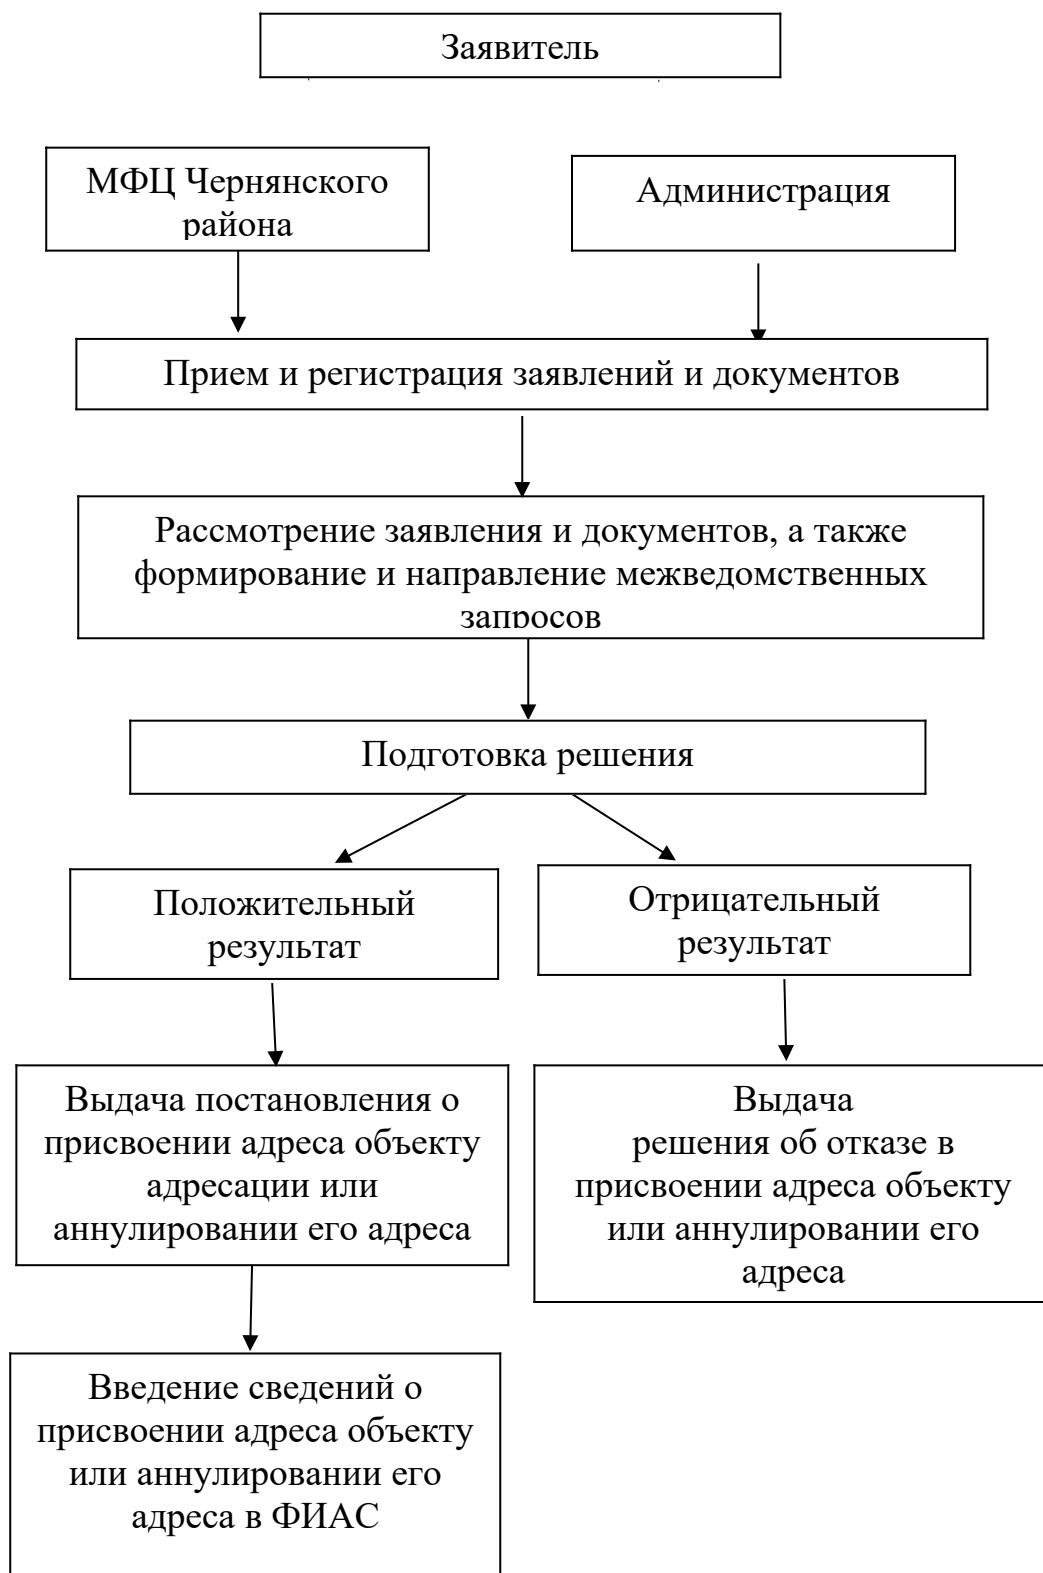 Заявитель
МФЦ Чернянского
района
Администрация
Прием и регистрация заявлений и документов
Рассмотрение заявления и документов, а также
формирование и направление межведомственных
запросов
Подготовка решения
Положительный
результат
Отрицательный
результат
Выдача постановления о
присвоении адреса объекту
адресации или
аннулировании его адреса
Выдача
решения об отказе в
присвоении адреса объекту
или аннулировании его
адреса
Введение сведений о
присвоении адреса объекту
или аннулировании его
адреса в ФИАС